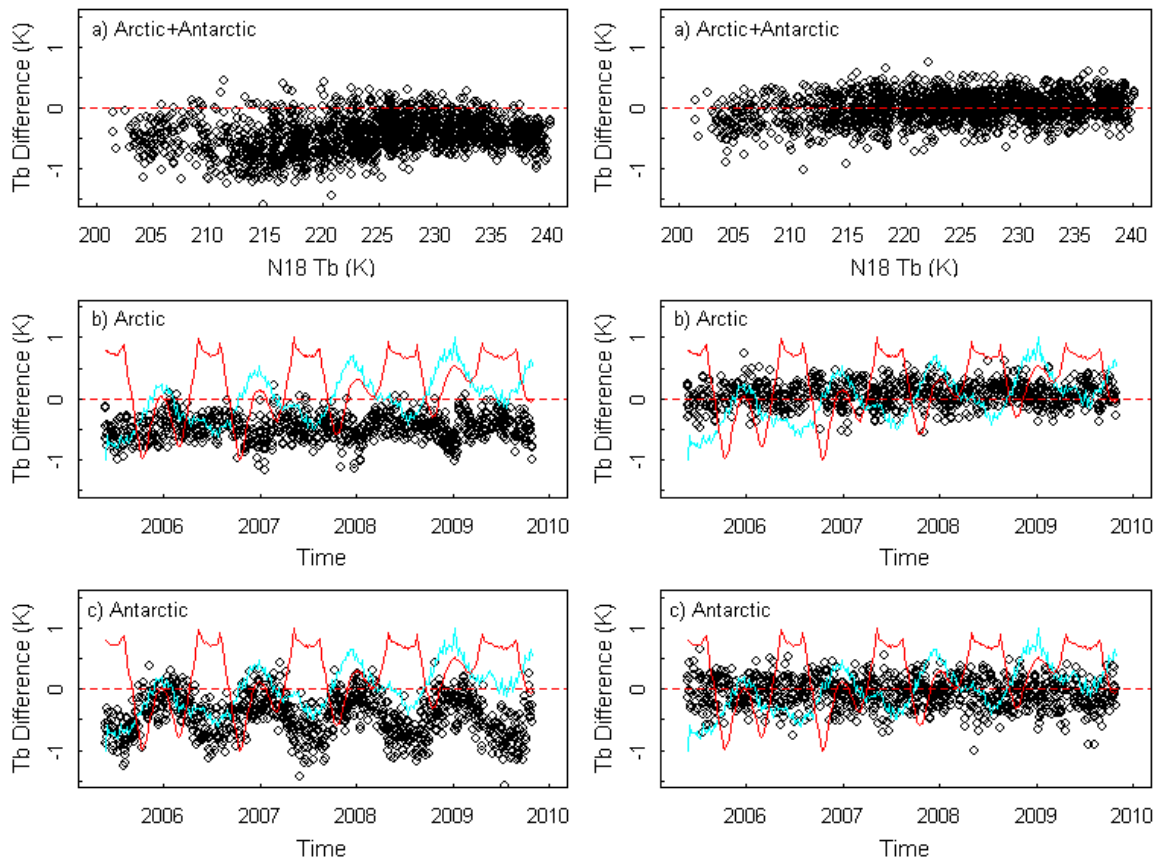 a) Arctic+Antarctic
Tb Difference (K)
1
0
-1
200 205 210 215 220 225 230 235 240
N18 Tb (K)
a) Arctic+Antarctic
Tb Difference (K)
1
0
-1
200 205 210 215 220 225 230 235 240
N18 Tb (K)
b) Arctic
Tb Difference (K)
1
0
-1
2006 2007 2008 2009 2010
Time
b) Arctic
Tb Difference (K)
1
0
-1
2006 2007 2008 2009 2010
Time
c) Antarctic
Tb Difference (K)
1
0
-1
2006 2007 2008 2009 2010
Time
c) Antarctic
Tb Difference (K)
1
0
-1
2006 2007 2008 2009 2010
Time